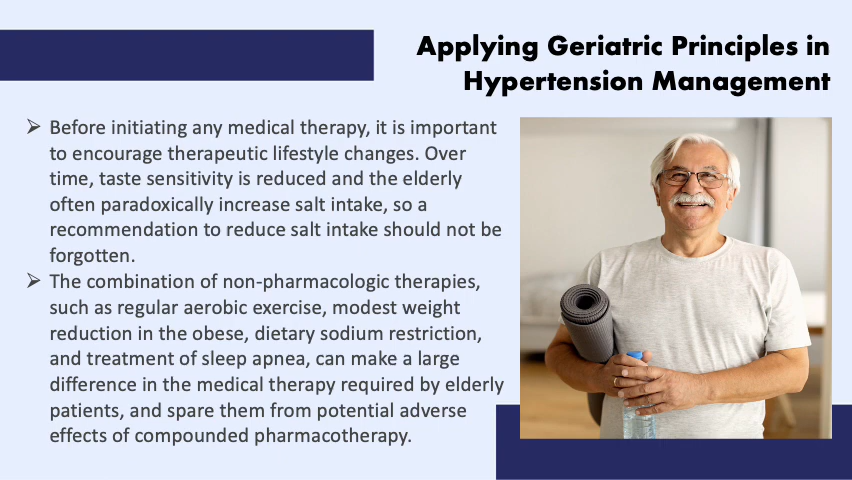 Applying Geriatric Principles in
Hypertension Management
➢ Before initiating any medical therapy, it is important
to encourage therapeutic lifestyle changes. Over
time, taste sensitivity is reduced and the elderly
often paradoxically increase salt intake, so a
recommendation to reduce salt intake should not be
forgotten.
➢ The combination of non-pharmacologic therapies,
such as regular aerobic exercise, modest weight
reduction in the obese, dietary sodium restriction,
and treatment of sleep apnea, can make a large
difference in the medical therapy required by elderly
patients, and spare them from potential adverse
effects of compounded pharmacotherapy.